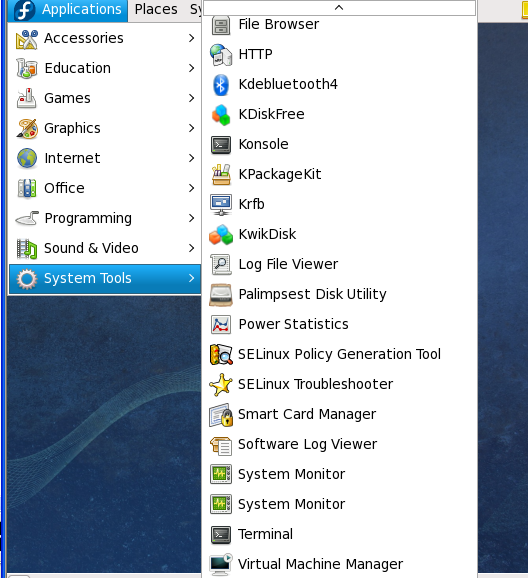 Applications Places Sy
Accessories
Education
Games
Graphics
Internet
Office
Programming
Sound & Video
System Tools
File Browser
HTTP
Kdebluetooth4
KDiskFree
Konsole
KPackageKit
Krfb
KwikDisk
Log File Viewer
Palimpsest Disk Utility
Power Statistics
SELinux Policy Generation Tool
SELinux Troubleshooter
Smart Card Manager
Software Log Viewer
System Monitor
System Monitor
Terminal
Virtual Machine Manager